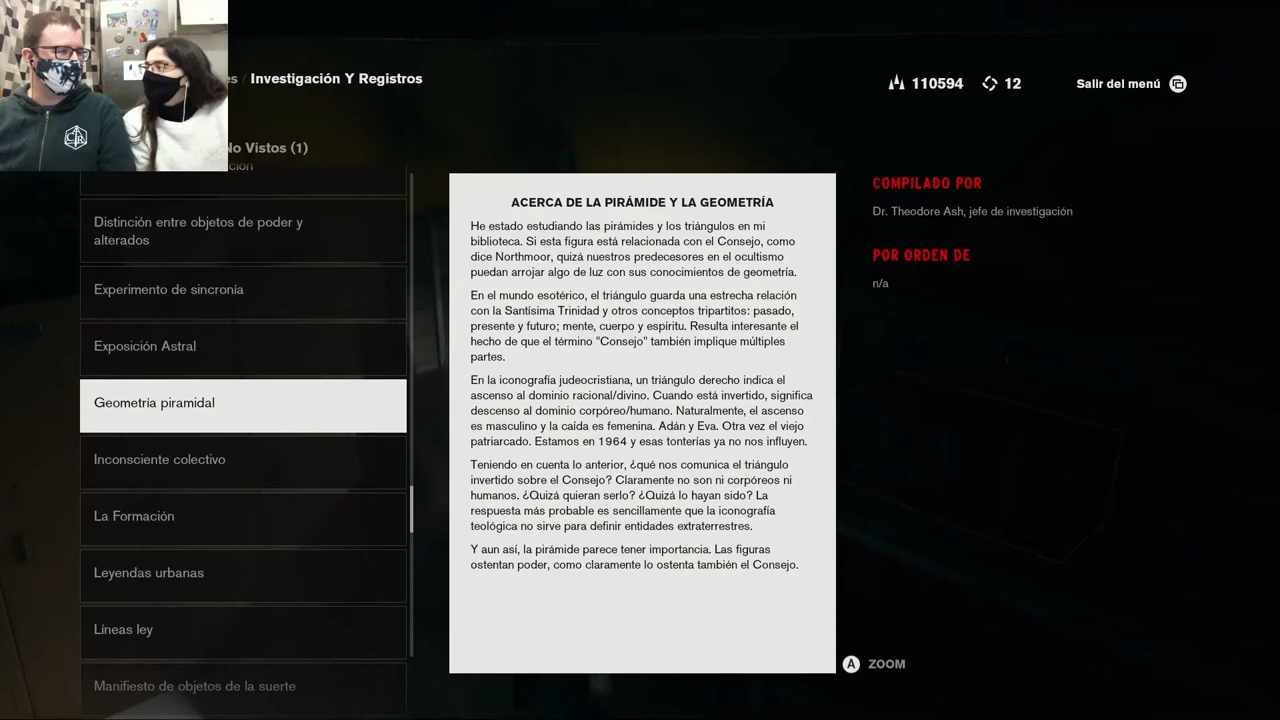 es / Investigación Y Registros
110594
12
Salir del menú
No Vistos (1)
Distinción entre objetos de poder y
alterados
Experimento de sincronía
Exposición Astral
Geometría piramidal
Inconsciente colectivo
La Formación
Leyendas urbanas
Líneas ley
Manifiesto de objetos de la suerte
ACERCA DE LA PIRÁMIDE Y LA GEOMETRÍA
He estado estudiando las pirámides y los triángulos en mi
biblioteca. Si esta figura está relacionada con el Consejo, como
dice Northmoor, quizá nuestros predecesores en el ocultismo
puedan arrojar algo de luz con sus conocimientos de geometría.
En el mundo esotérico, el triángulo guarda una estrecha relación
con la Santísima Trinidad y otros conceptos tripartitos: pasado,
presente y futuro; mente, cuerpo y espíritu. Resulta interesante el
hecho de que el término "Consejo" también implique múltiples
partes.
En la iconografía judeocristiana, un triángulo derecho indica el
ascenso al dominio racional/divino. Cuando está invertido, significa
descenso al dominio corpóreo/humano. Naturalmente, el ascenso
es masculino y la caída es femenina. Adán y Eva. Otra vez el viejo
patriarcado. Estamos en 1964 y esas tonterías ya no nos influyen.
Teniendo en cuenta lo anterior, ¿qué nos comunica el triángulo
invertido sobre el Consejo? Claramente no son ni corpóreos ni
humanos. ¿Quizá quieran serlo? ¿Quizá lo hayan sido? La
respuesta más probable es sencillamente que la iconografía
teológica no sirve para definir entidades extraterrestres.
Y aun así, la pirámide parece tener importancia. Las figuras
ostentan poder, como claramente lo ostenta también el Consejo.
COMPILADO POR
Dr. Theodore Ash, jefe de investigación
POR ORDEN DE
n/a
A ZOOM